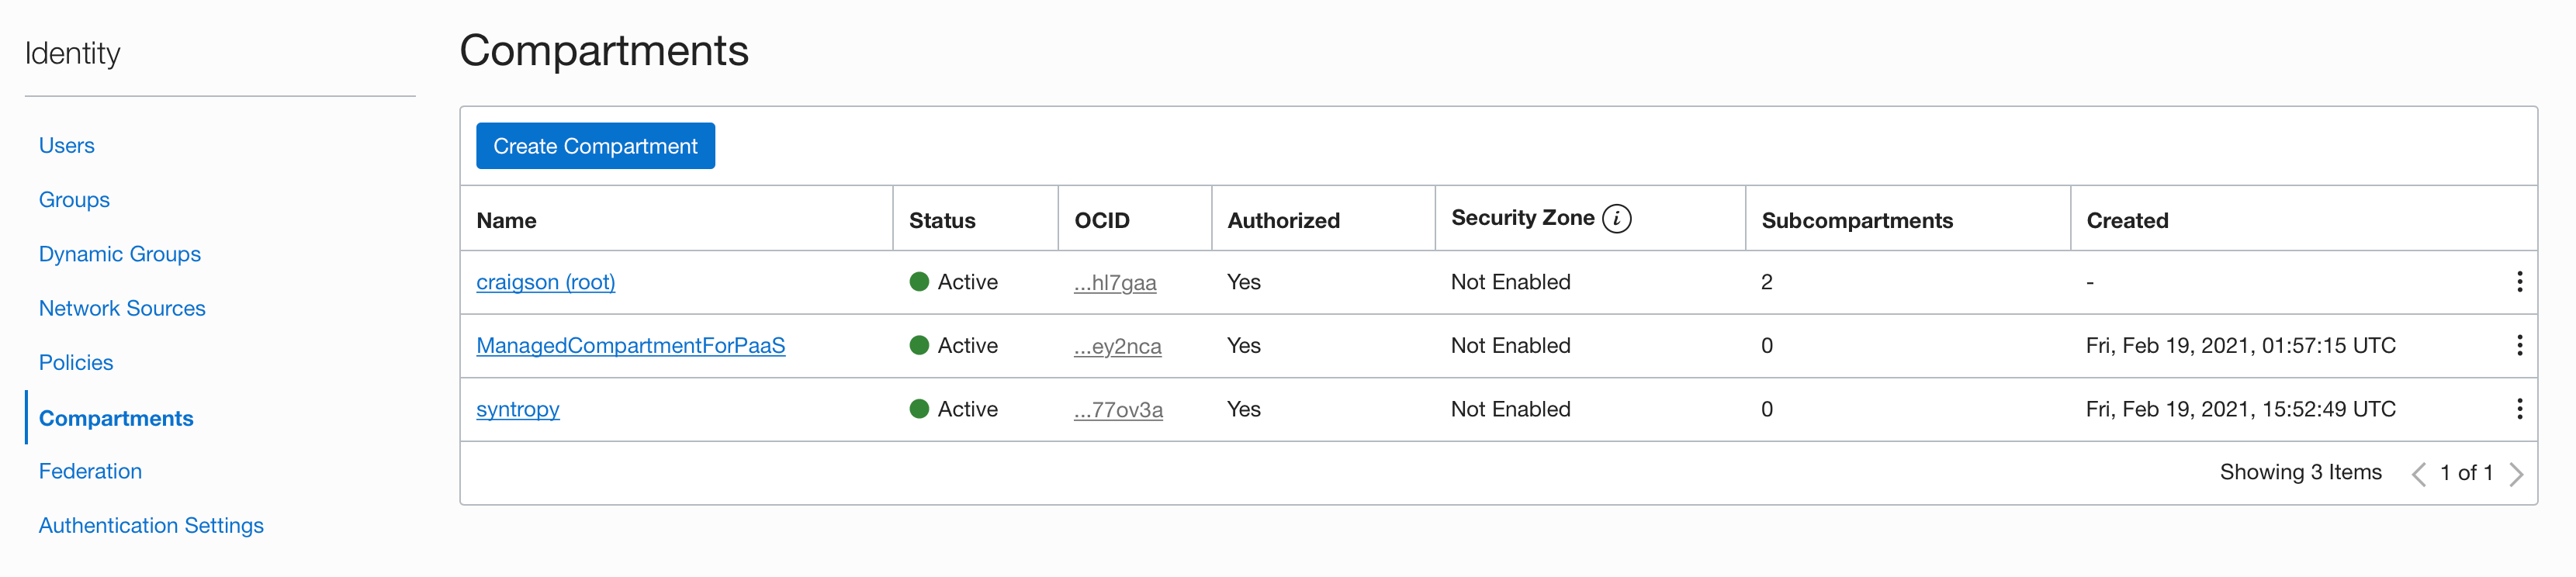 Identity
Users
Groups
Dynamic Groups
Network Sources
Policies
Compartments
Federation
Authentication Settings
Compartments
Create Compartment
Name Status OCID Authorized Security Zone i Subcompartments Created
craigson (root) Active ...hl7gaa Yes Not Enabled 2 -
ManagedCompartmentForPaaS Active ...ey2nca Yes Not Enabled 0 Fri, Feb 19, 2021, 01:57:15 UTC
syntropy Active ...77ov3a Yes Not Enabled 0 Fri, Feb 19, 2021, 15:52:49 UTC
Showing 3 Items 1 of 1